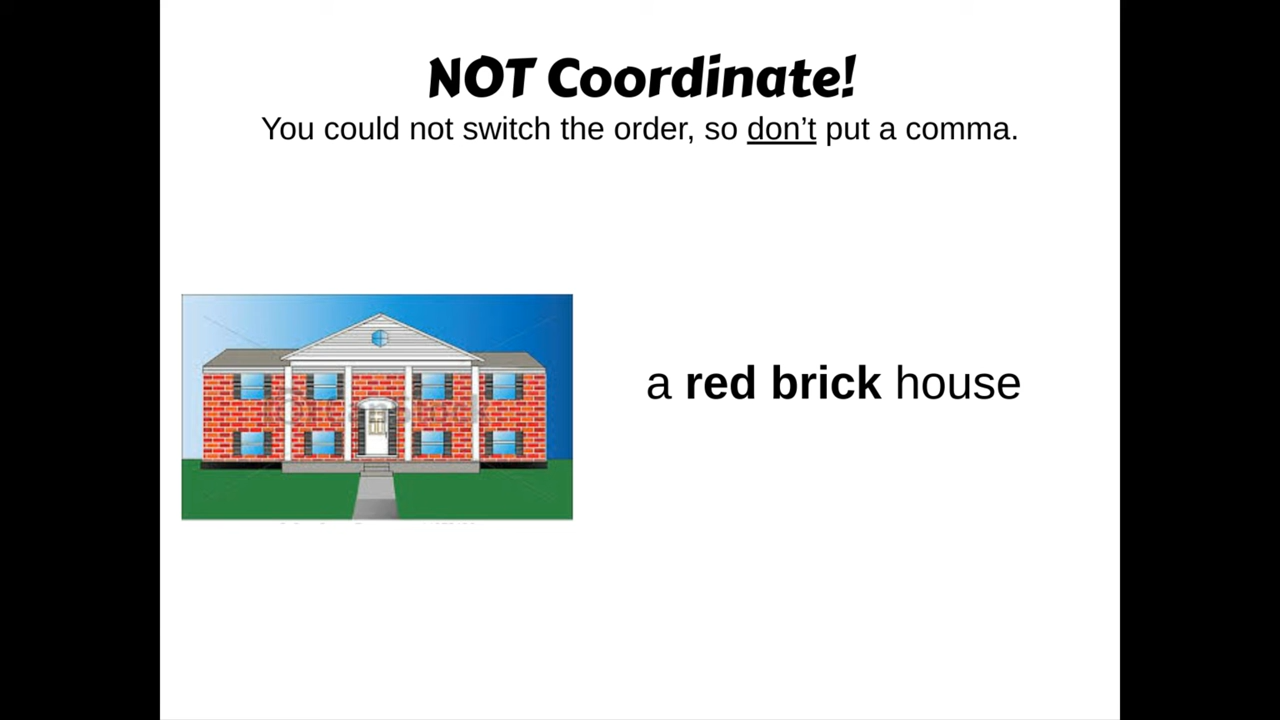 NOT Coordinate!
You could not switch the order, so don’t put a comma.
a red brick house